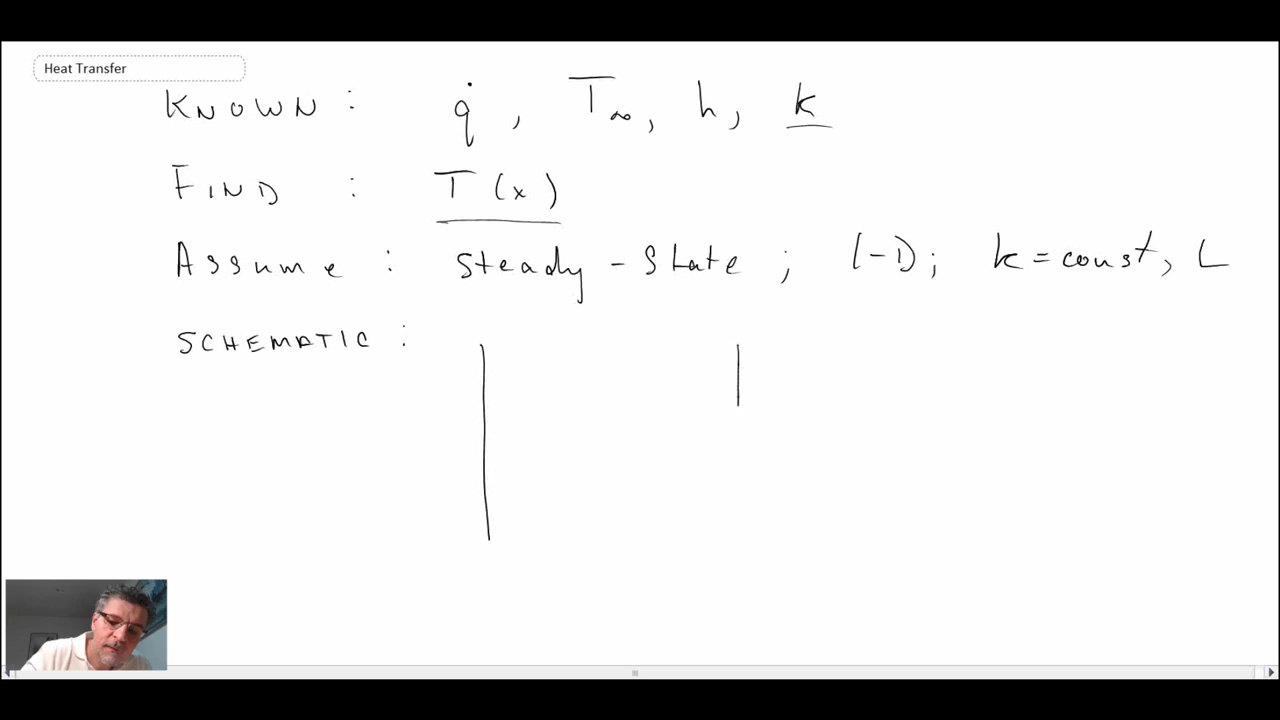 Heat Transfer
KNOWN : q̇ , T∞, h, k
FIND : T(x)
Assume : Steady-State ; 1-D; k=const, L
SCHEMATIC :